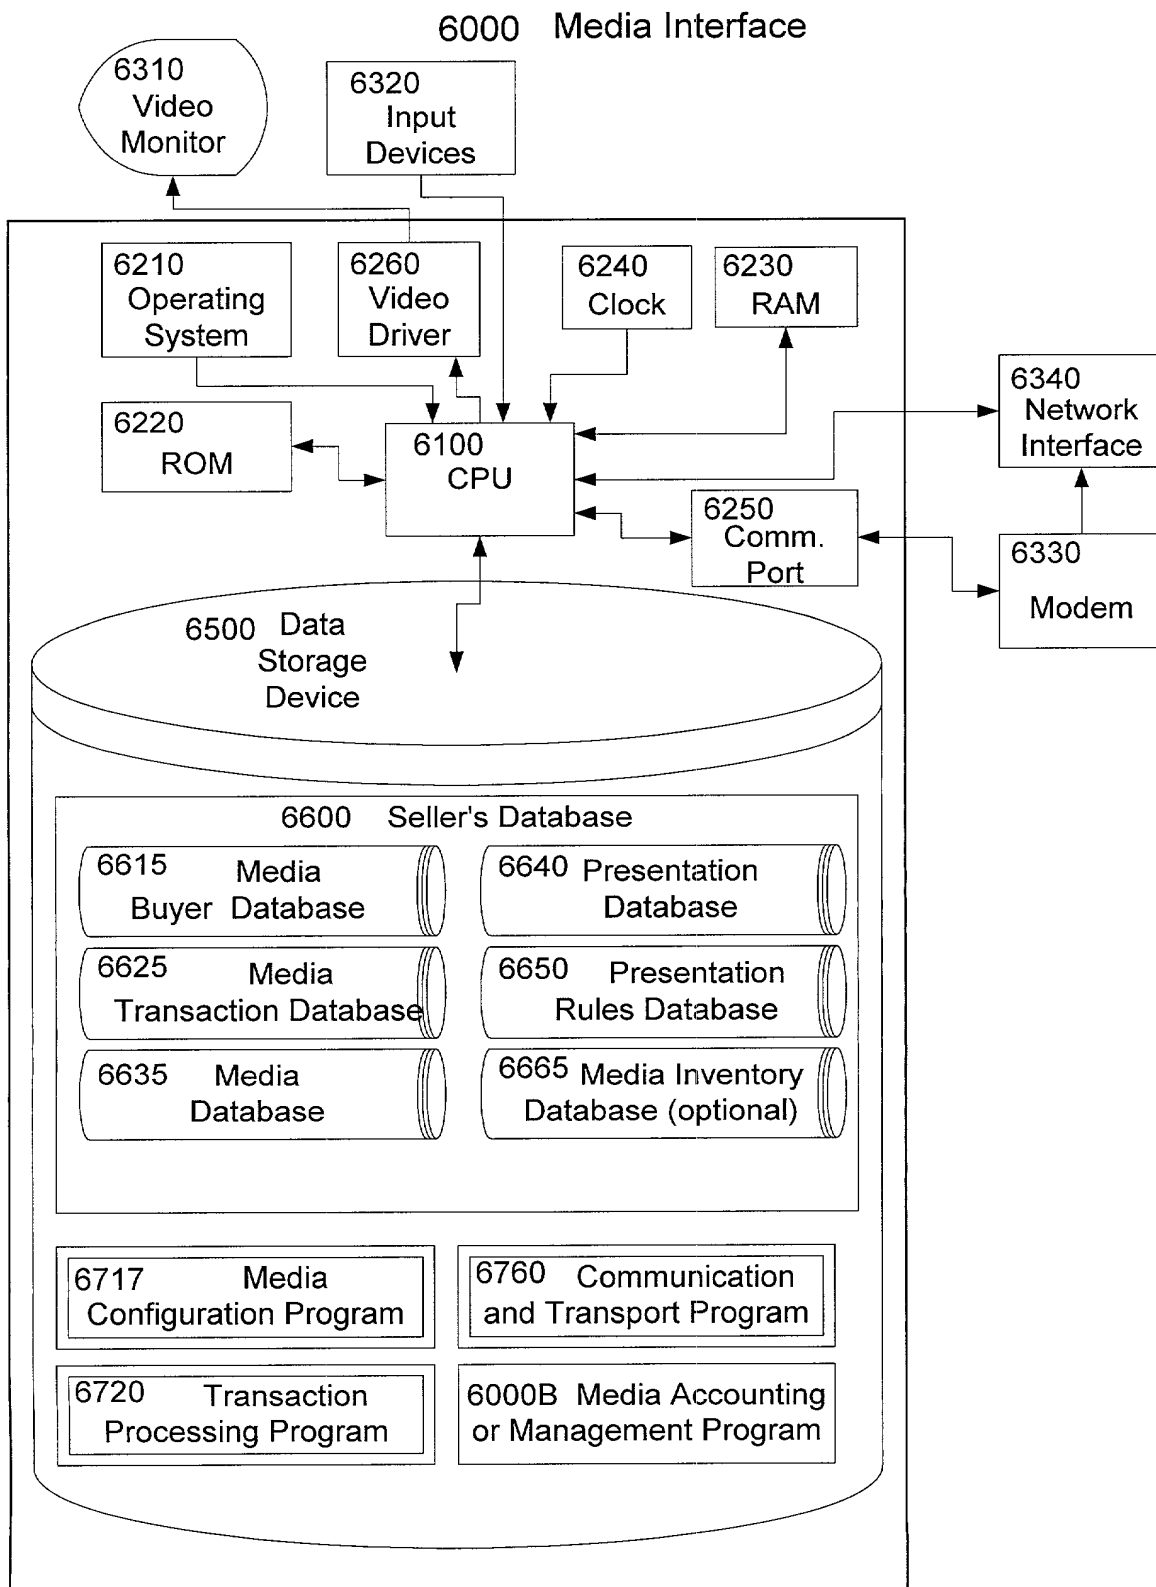 6000 Media Interface
6310
Video
Monitor
6320
Input
Devices
6210
Operating
System
6260
Video
Driver
6240
Clock
6230
RAM
6340
Network
Interface
6220
ROM
6100
CPU
6250
Comm.
Port
6330
Modem
6500 Data
Storage
Device
6600 Seller's Database
6615 Media
Buyer Database
6640 Presentation
Database
6625 Media
Transaction Database
6650 Presentation
Rules Database
6635 Media
Database
6665 Media Inventory
Database (optional)
6717 Media
Configuration Program
6760 Communication
and Transport Program
6720 Transaction
Processing Program
6000B Media Accounting
or Management Program